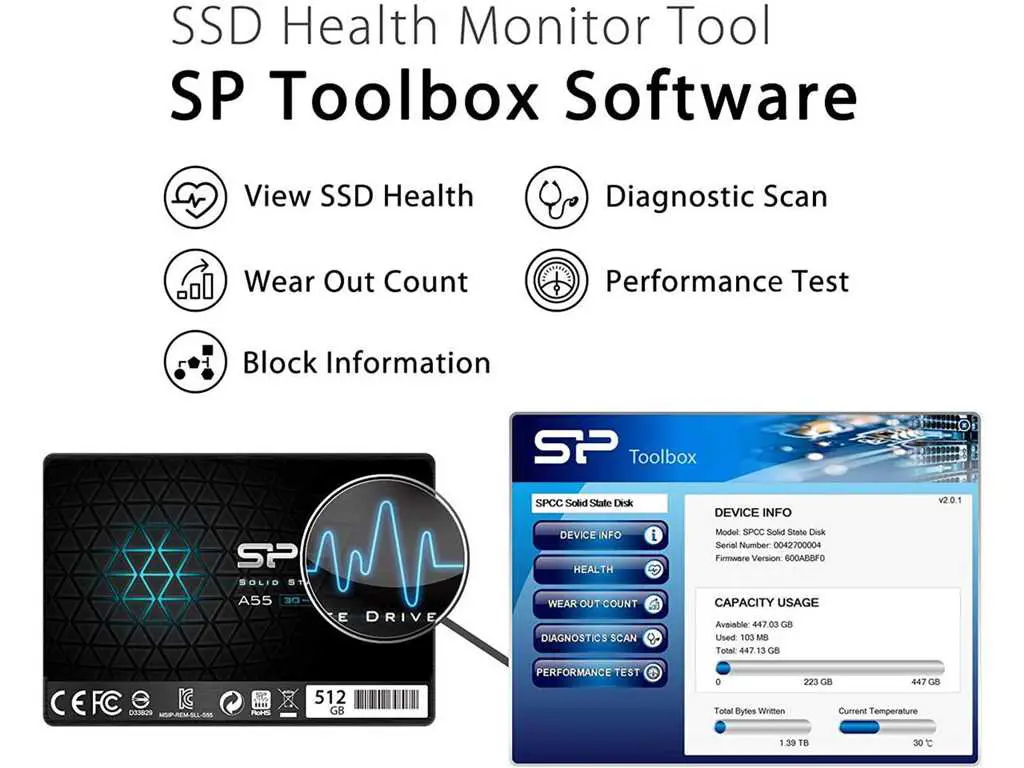 SSD Health Monitor Tool
SP Toolbox Software
View SSD Health
Diagnostic Scan
Wear Out Count
Performance Test
Block Information
SP
SOLID ST
E DRIVE
A55
CE FC
D33B29
MSIP-REM-SLL-S55
RoHS
512
GB
SP Toolbox
v2.0.1
SPCC Solid State Disk
DEVICE INFO
HEALTH
WEAR OUT COUNT
DIAGNOSTICS SCAN
PERFORMANCE TEST
DEVICE INFO
Model: SPCC Solid State Disk
Serial Number: 0042700004
Firmware Version: 600ABBF0
CAPACITY USAGE
Avaiable: 447.03 GB
Used: 103 MB
Total: 447.13 GB
0 223 GB 447 GB
Total Bytes Written
1.39 TB
Current Temperature
30 ℃